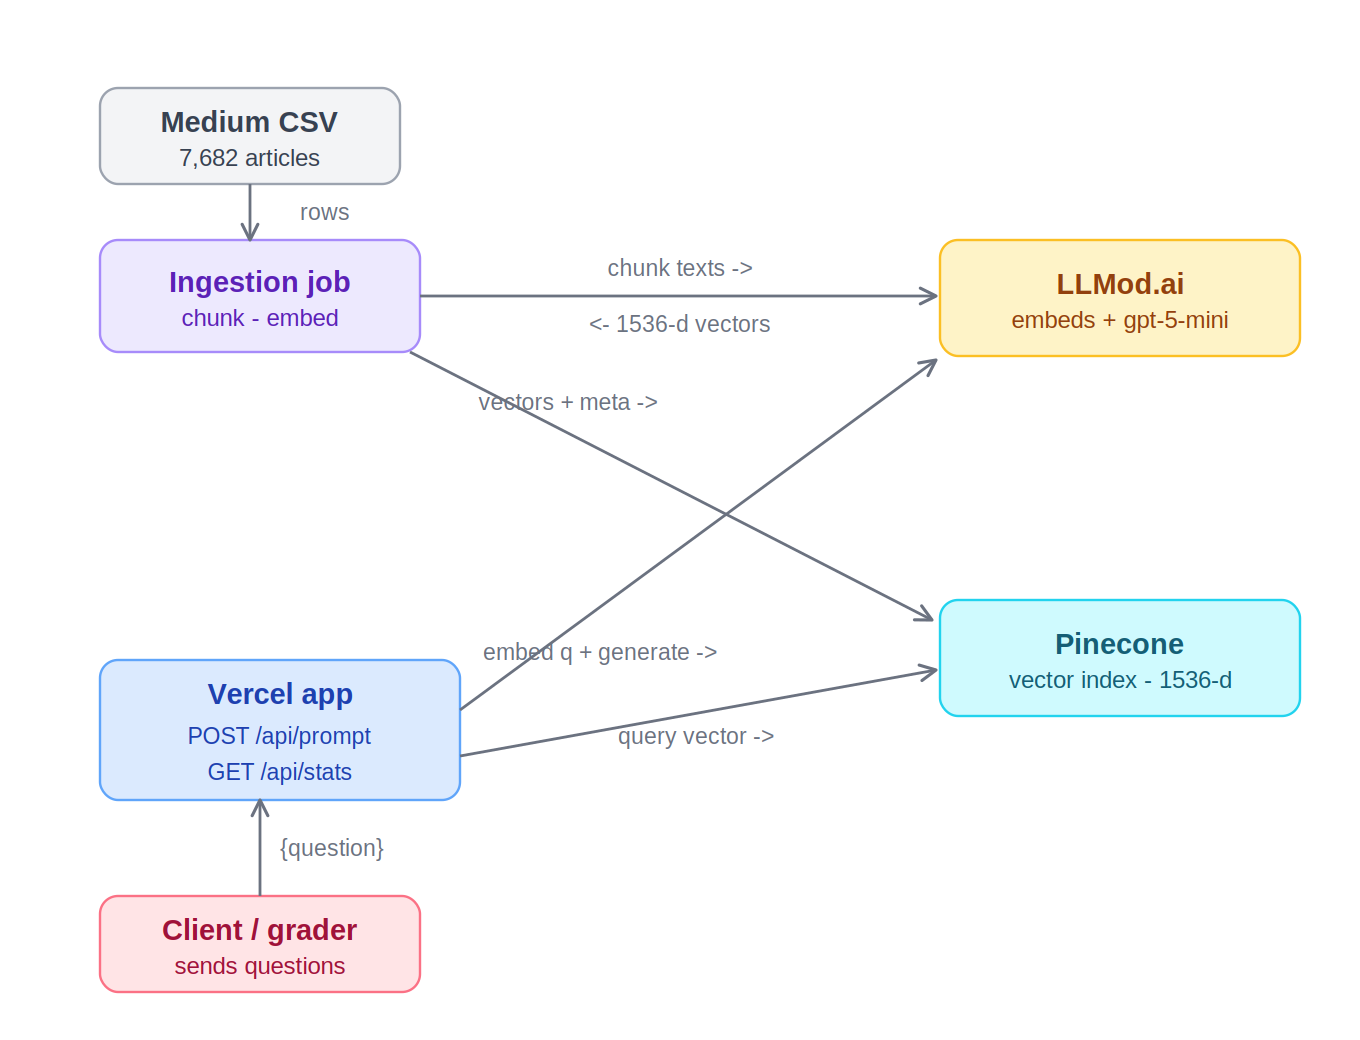 Medium CSV
7,682 articles
rows
Ingestion job
chunk - embed
chunk texts ->
<- 1536-d vectors
LLMod.ai
embeds + gpt-5-mini
vectors + meta ->
embed q + generate ->
Pinecone
vector index - 1536-d
Vercel app
POST /api/prompt
GET /api/stats
query vector ->
{question}
Client / grader
sends questions